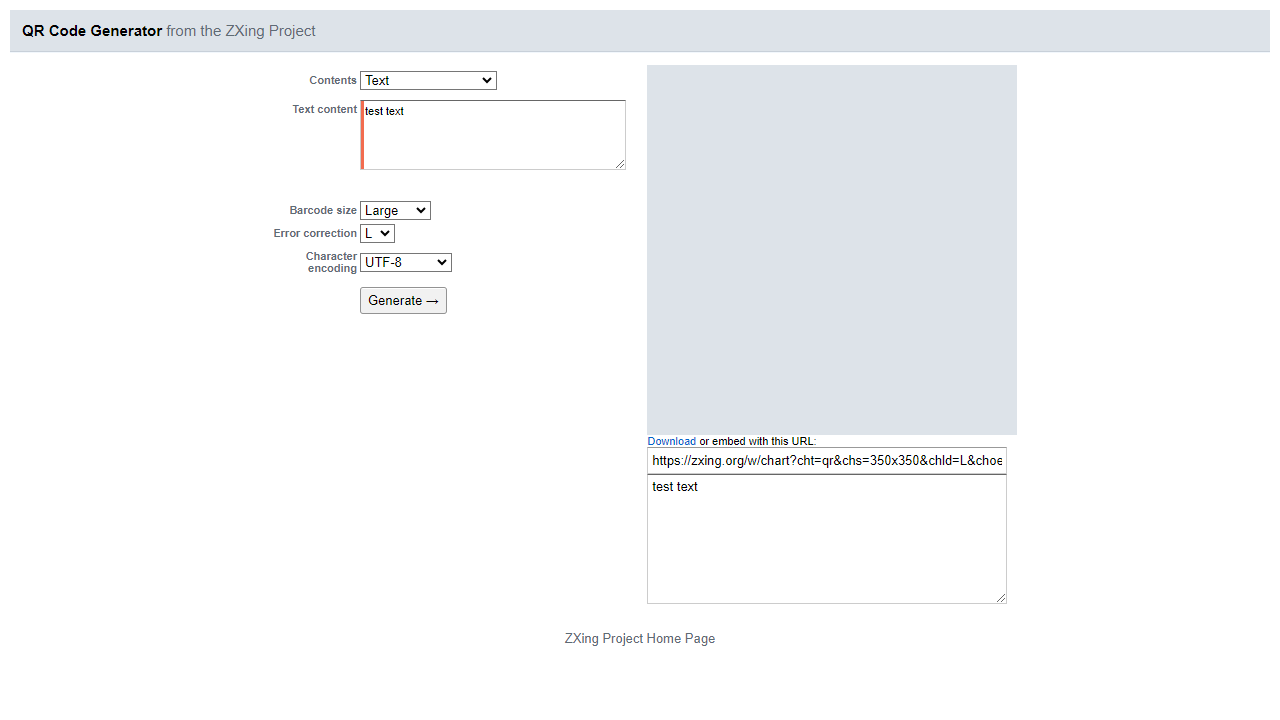 QR Code Generator from the ZXing Project
Contents Text
Text content test text
Barcode size Large
Error correction L
Character
encoding UTF-8
Generate →
Download or embed with this URL:
https://zxing.org/w/chart?cht=qr&chs=350x350&chld=L&choe
test text
ZXing Project Home Page